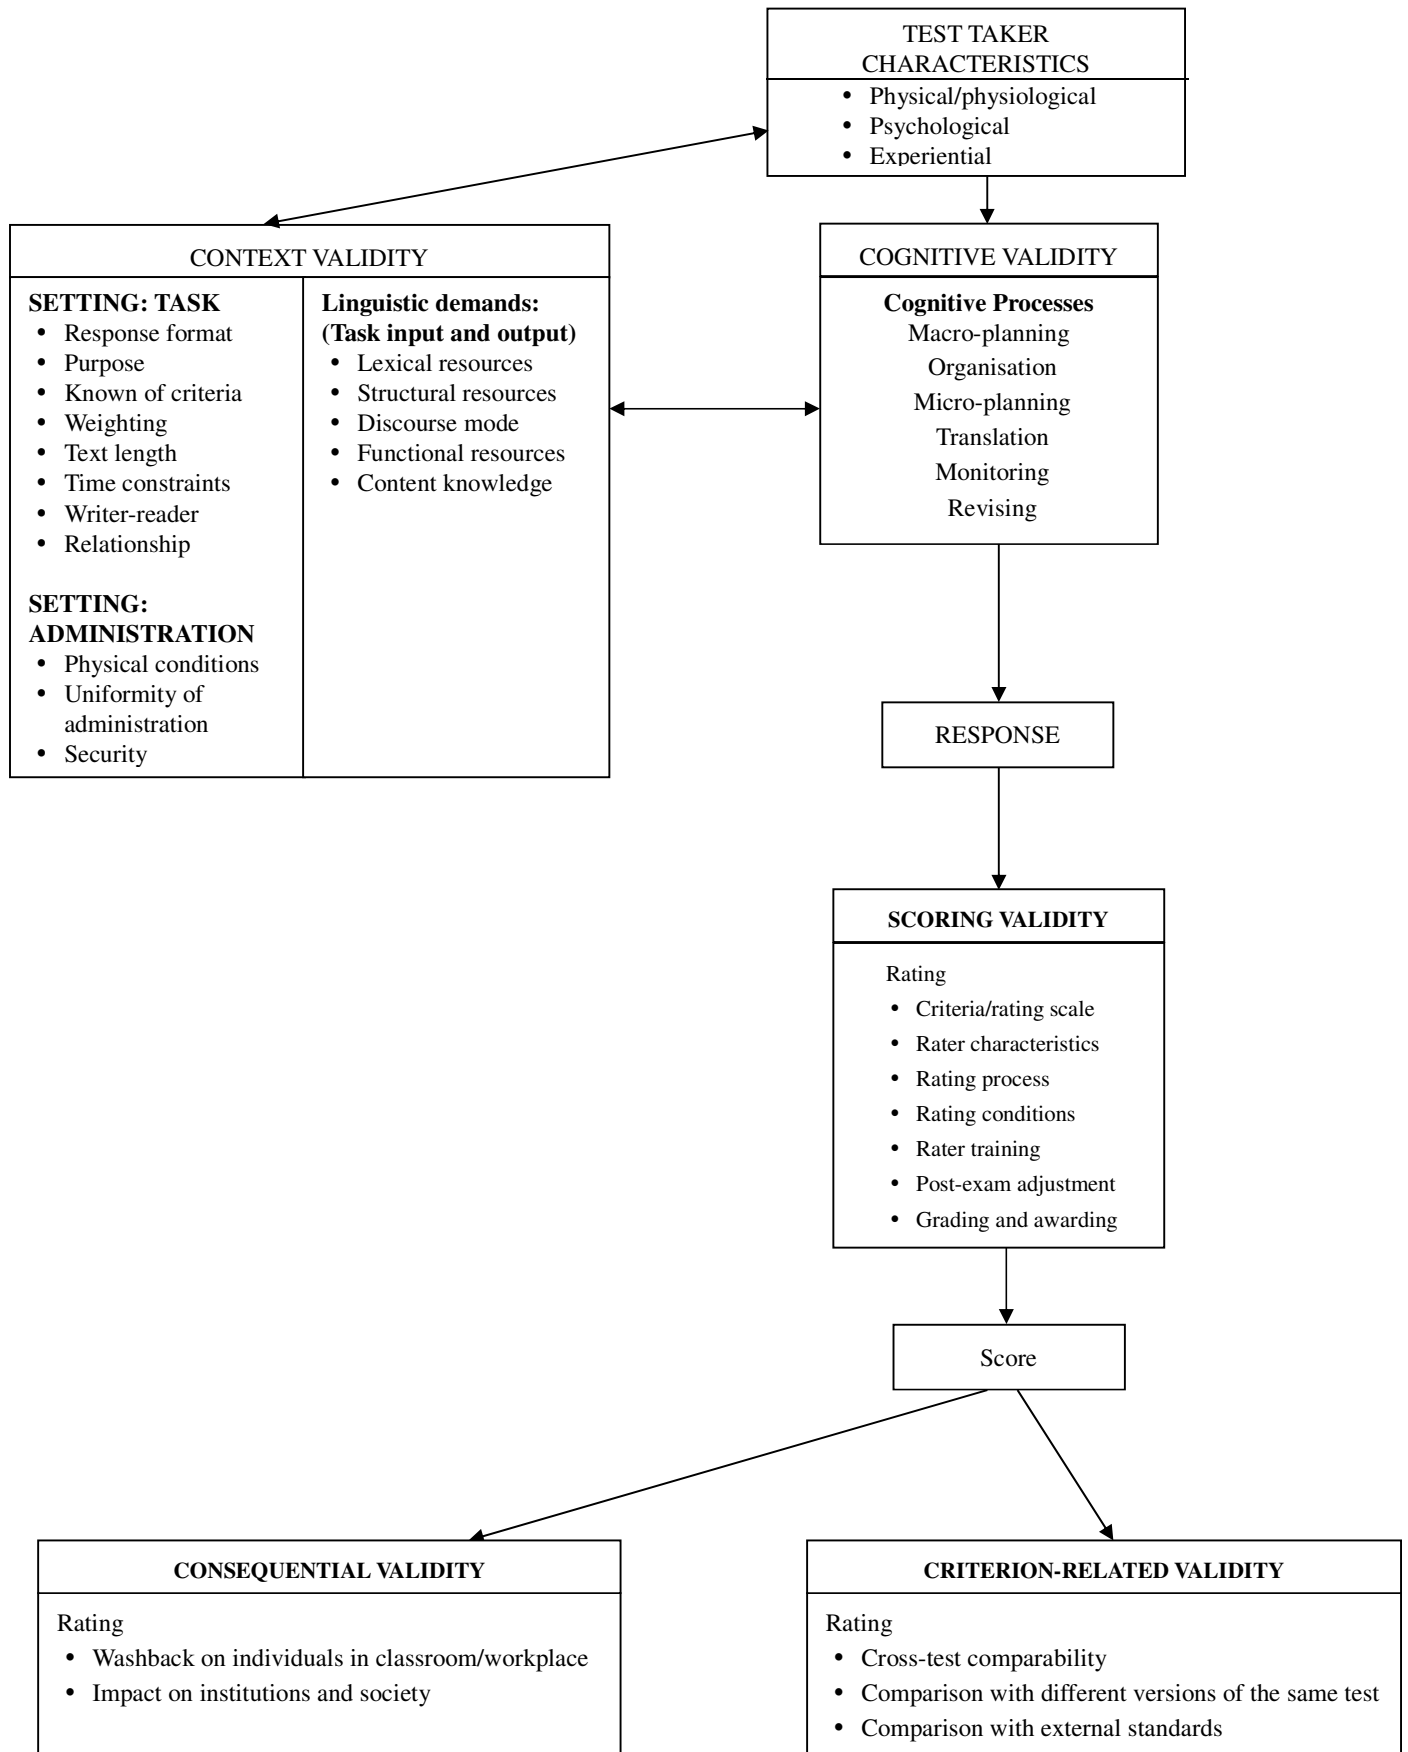 TEST TAKER
CHARACTERISTICS
• Physical/physiological
• Psychological
• Experiential
CONTEXT VALIDITY
SETTING: TASK
• Response format
• Purpose
• Known of criteria
• Weighting
• Text length
• Time constraints
• Writer-reader
• Relationship
SETTING:
ADMINISTRATION
• Physical conditions
• Uniformity of
administration
• Security
Linguistic demands:
(Task input and output)
• Lexical resources
• Structural resources
• Discourse mode
• Functional resources
• Content knowledge
COGNITIVE VALIDITY
Cognitive Processes
Macro-planning
Organisation
Micro-planning
Translation
Monitoring
Revising
RESPONSE
SCORING VALIDITY
Rating
• Criteria/rating scale
• Rater characteristics
• Rating process
• Rating conditions
• Rater training
• Post-exam adjustment
• Grading and awarding
Score
CONSEQUENTIAL VALIDITY
Rating
• Washback on individuals in classroom/workplace
• Impact on institutions and society
CRITERION-RELATED VALIDITY
Rating
• Cross-test comparability
• Comparison with different versions of the same test
• Comparison with external standards